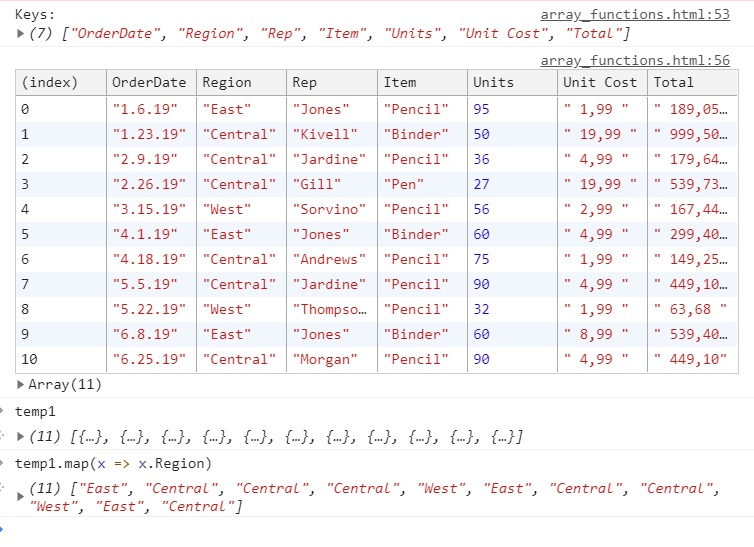 Keys: array_functions.html:53
(7) ["OrderDate", "Region", "Rep", "Item", "Units", "Unit Cost", "Total"]
array_functions.html:56
(index) OrderDate Region Rep Item Units Unit Cost Total
0 "1.6.19" "East" "Jones" "Pencil" 95 " 1,99 " " 189,05…
1 "1.23.19" "Central" "Kivell" "Binder" 50 " 19,99 " " 999,50…
2 "2.9.19" "Central" "Jardine" "Pencil" 36 " 4,99 " " 179,64…
3 "2.26.19" "Central" "Gill" "Pen" 27 " 19,99 " " 539,73…
4 "3.15.19" "West" "Sorvino" "Pencil" 56 " 2,99 " " 167,44…
5 "4.1.19" "East" "Jones" "Binder" 60 " 4,99 " " 299,40…
6 "4.18.19" "Central" "Andrews" "Pencil" 75 " 1,99 " " 149,25…
7 "5.5.19" "Central" "Jardine" "Pencil" 90 " 4,99 " " 449,10…
8 "5.22.19" "West" "Thompso… "Pencil" 32 " 1,99 " " 63,68 "
9 "6.8.19" "East" "Jones" "Binder" 60 " 8,99 " " 539,40…
10 "6.25.19" "Central" "Morgan" "Pencil" 90 " 4,99 " " 449,10"
Array(11)
temp1
(11) [{…}, {…}, {…}, {…}, {…}, {…}, {…}, {…}, {…}, {…}, {…}]
temp1.map(x => x.Region)
(11) ["East", "Central", "Central", "Central", "West", "East", "Central", "Central",
"West", "East", "Central"]